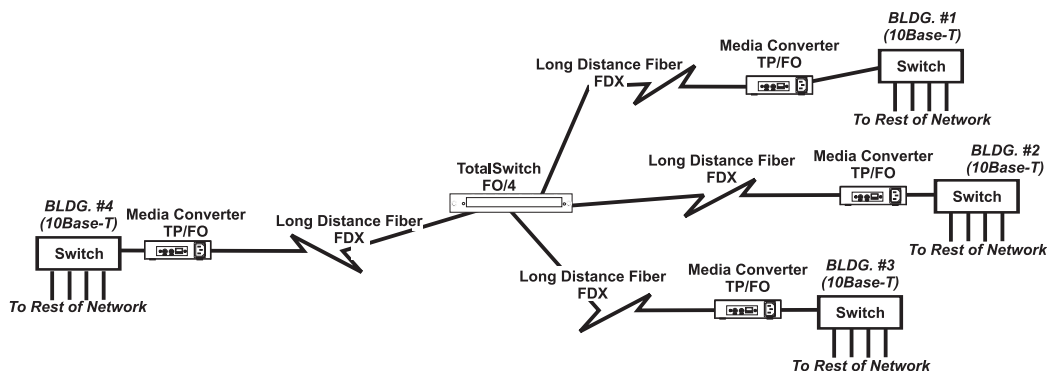 BLDG. #1
(10Base-T)
Media Converter
TP/FO
Switch
Long Distance Fiber
FDX
To Rest of Network
BLDG. #2
(10Base-T)
Media Converter
TP/FO
Switch
Long Distance Fiber
FDX
To Rest of Network
TotalSwitch
FO/4
BLDG. #4
(10Base-T)
Media Converter
TP/FO
Switch
Long Distance Fiber
FDX
To Rest of Network
BLDG. #3
(10Base-T)
Media Converter
TP/FO
Switch
Long Distance Fiber
FDX
To Rest of Network